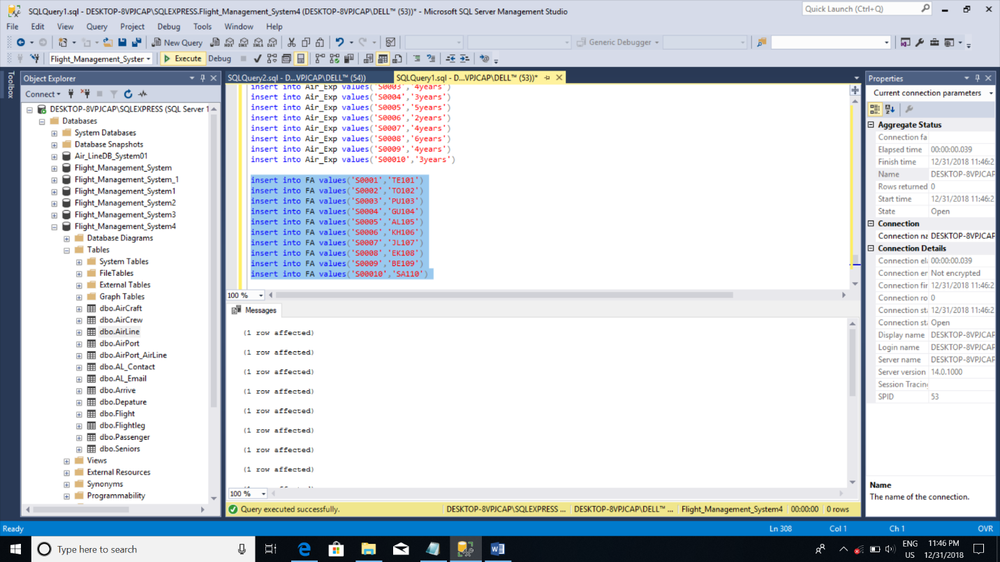 SQLQuery1.sql - DESKTOP-8VPJCAP\SQLEXPRESS.Flight_Management_System4 (DESKTOP-8VPJCAP\DELL™ (53))* - Microsoft SQL Server Management Studio
Quick Launch (Ctrl+Q)
File Edit View Query Project Debug Tools Window Help
New Query
MDX DMX XMLA DAX
Generic Debugger
Flight_Management_Syster
Execute Debug
Toolbox
Object Explorer
Connect
DESKTOP-8VPJCAP\SQLEXPRESS (SQL Server 1
Databases
System Databases
Database Snapshots
Air_LineDB_System01
Flight_Management_System
Flight_Management_System_1
Flight_Management_System1
Flight_Management_System2
Flight_Management_System3
Flight_Management_System4
Database Diagrams
Tables
System Tables
FileTables
External Tables
Graph Tables
dbo.AirCraft
dbo.AirCrew
dbo.AirLine
dbo.AirPort
dbo.AirPort_AirLine
dbo.AL_Contact
dbo.AL_Email
dbo.Arrive
dbo.Depature
dbo.Flight
dbo.Flightleg
dbo.Passenger
dbo.Seniors
Views
External Resources
Synonyms
Programmability
SQLQuery2.sql - D...VPJCAP\DELL™ (54))
SQLQuery1.sql - D...VPJCAP\DELL™ (53))*
insert into Air_Exp values('S0003','4years')
insert into Air_Exp values('S0004','3years')
insert into Air_Exp values('S0005','5years')
insert into Air_Exp values('S0006','2years')
insert into Air_Exp values('S0007','4years')
insert into Air_Exp values('S0008','6years')
insert into Air_Exp values('S0009','4years')
insert into Air_Exp values('S00010','3years')
insert into FA values('S0001','TE101')
insert into FA values('S0002','TO102')
insert into FA values('S0003','PU103')
insert into FA values('S0004','GU104')
insert into FA values('S0005','AL105')
insert into FA values('S0006','KH106')
insert into FA values('S0007','JL107')
insert into FA values('S0008','EK108')
insert into FA values('S0009','BE109')
insert into FA values('S00010','SA110')
100 %
Messages
(1 row affected)
(1 row affected)
(1 row affected)
(1 row affected)
(1 row affected)
(1 row affected)
(1 row affected)
(1 row affected)
100 %
Query executed successfully.
DESKTOP-8VPJCAP\SQLEXPRESS ... DESKTOP-8VPJCAP\DELL™ ... Flight_Management_System4 00:00:00 0 rows
Properties
Current connection parameters
Aggregate Status
Connection fa
Elapsed time 00:00:00.039
Finish time 12/31/2018 11:46:2
Name DESKTOP-8VPJCAP
Rows returned 0
Start time 12/31/2018 11:46:2
State Open
Connection
Connection na DESKTOP-8VPJCAP
Connection Details
Connection el 00:00:00.039
Connection er Not encrypted
Connection fir 12/31/2018 11:46:2
Connection ro 0
Connection st 12/31/2018 11:46:2
Connection st Open
Display name DESKTOP-8VPJCAP
Login name DESKTOP-8VPJCAP
Server name DESKTOP-8VPJCAP
Server version 14.0.1000
Session Tracin
SPID 53
Name
The name of the connection.
Ready Ln 308 Col 1 Ch 1 OVR
Type here to search
ENG
US
11:46 PM
12/31/2018